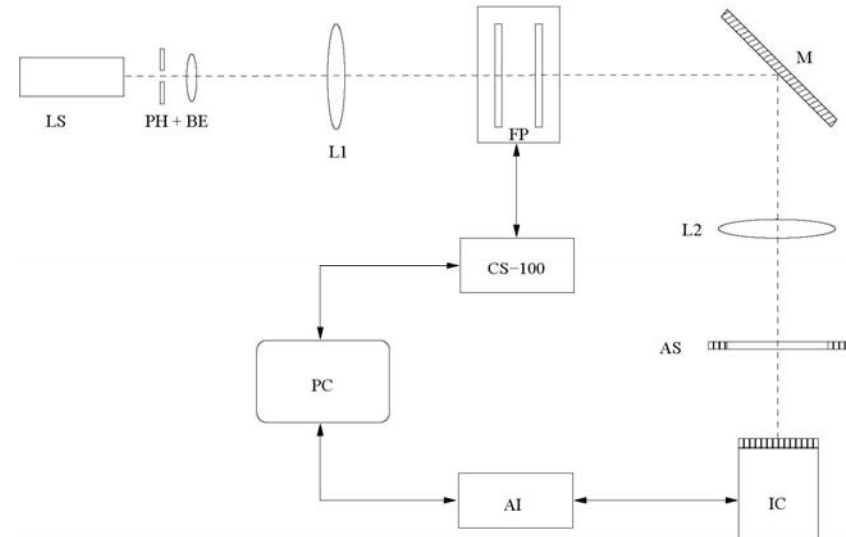 M
LS
PH + BE
L1
FP
L2
CS−100
AS
PC
AI
IC